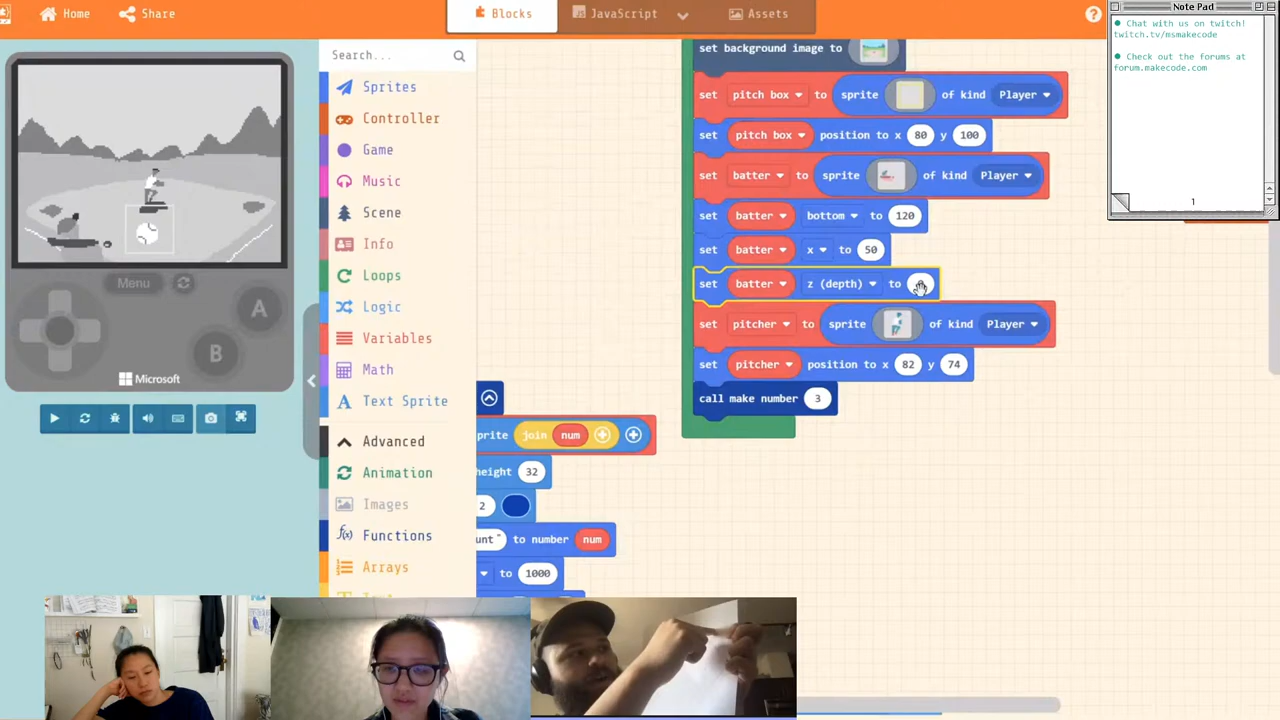 Home
Share
Blocks
JavaScript
Assets
?
Note Pad
Chat with us on twitch!
twitch.tv/msmakecode
Check out the forums at
forum.makecode.com
1
Menu
A
B
Microsoft
Search...
Sprites
Controller
Game
Music
Scene
Info
Loops
Logic
Variables
Math
Text Sprite
Advanced
Animation
Images
Functions
Arrays
set background image to
set pitch box to sprite of kind Player
set pitch box position to x 80 y 100
set batter to sprite of kind Player
set batter bottom to 120
set batter x to 50
set batter z (depth) to
set pitcher to sprite of kind Player
set pitcher position to x 82 y 74
call make number 3
prite join num
height 32
2
unt" to number num
to 1000